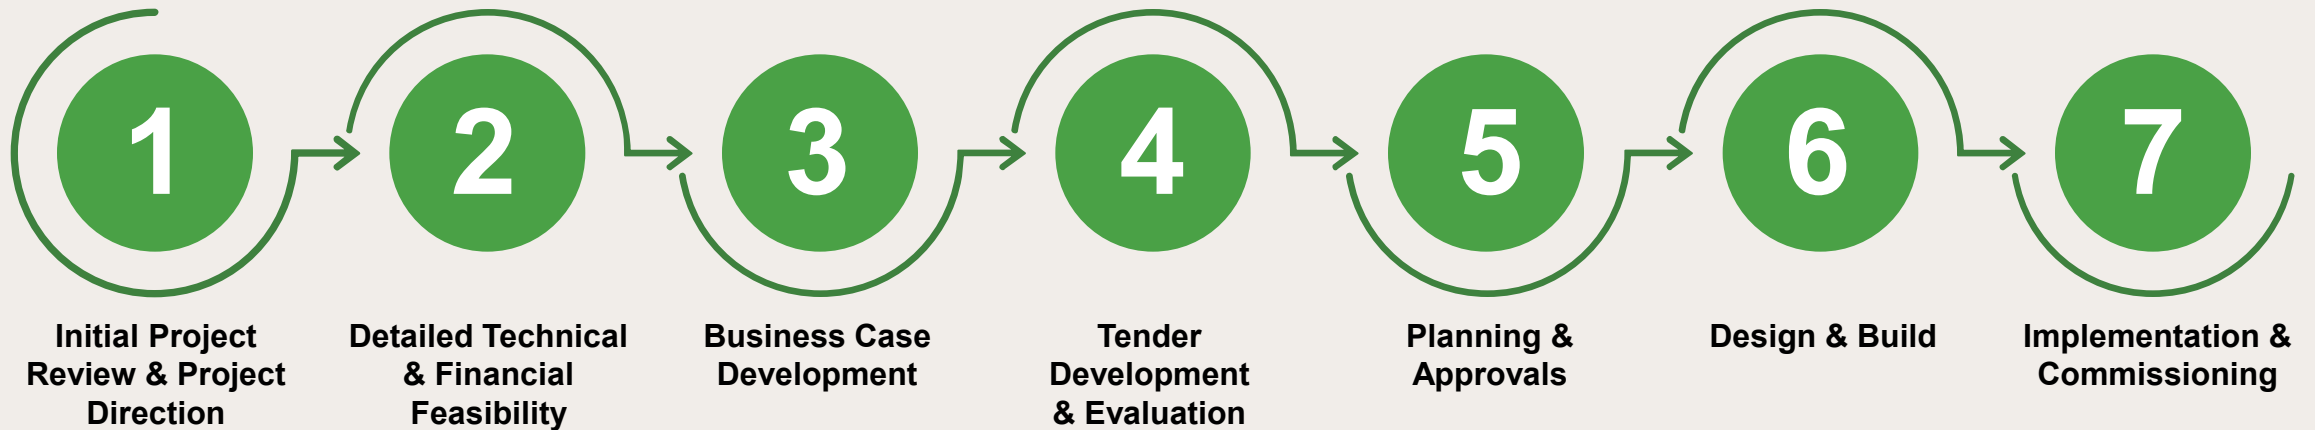 1
2
3
4
5
6
7
Initial Project
Review & Project
Direction
Detailed Technical
& Financial
Feasibility
Business Case
Development
Tender
Development
& Evaluation
Planning &
Approvals
Design & Build
Implementation &
Commissioning